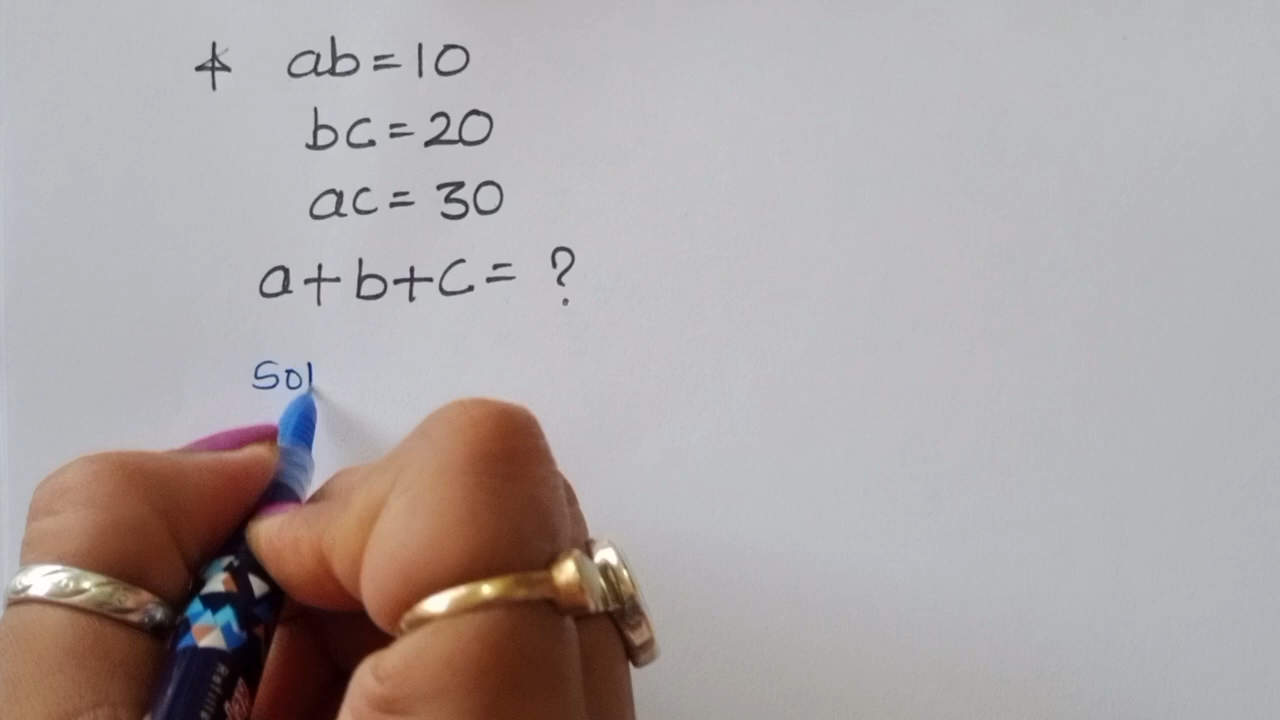 * ab=10
bc=20
ac=30
a+b+c= ?
Sol